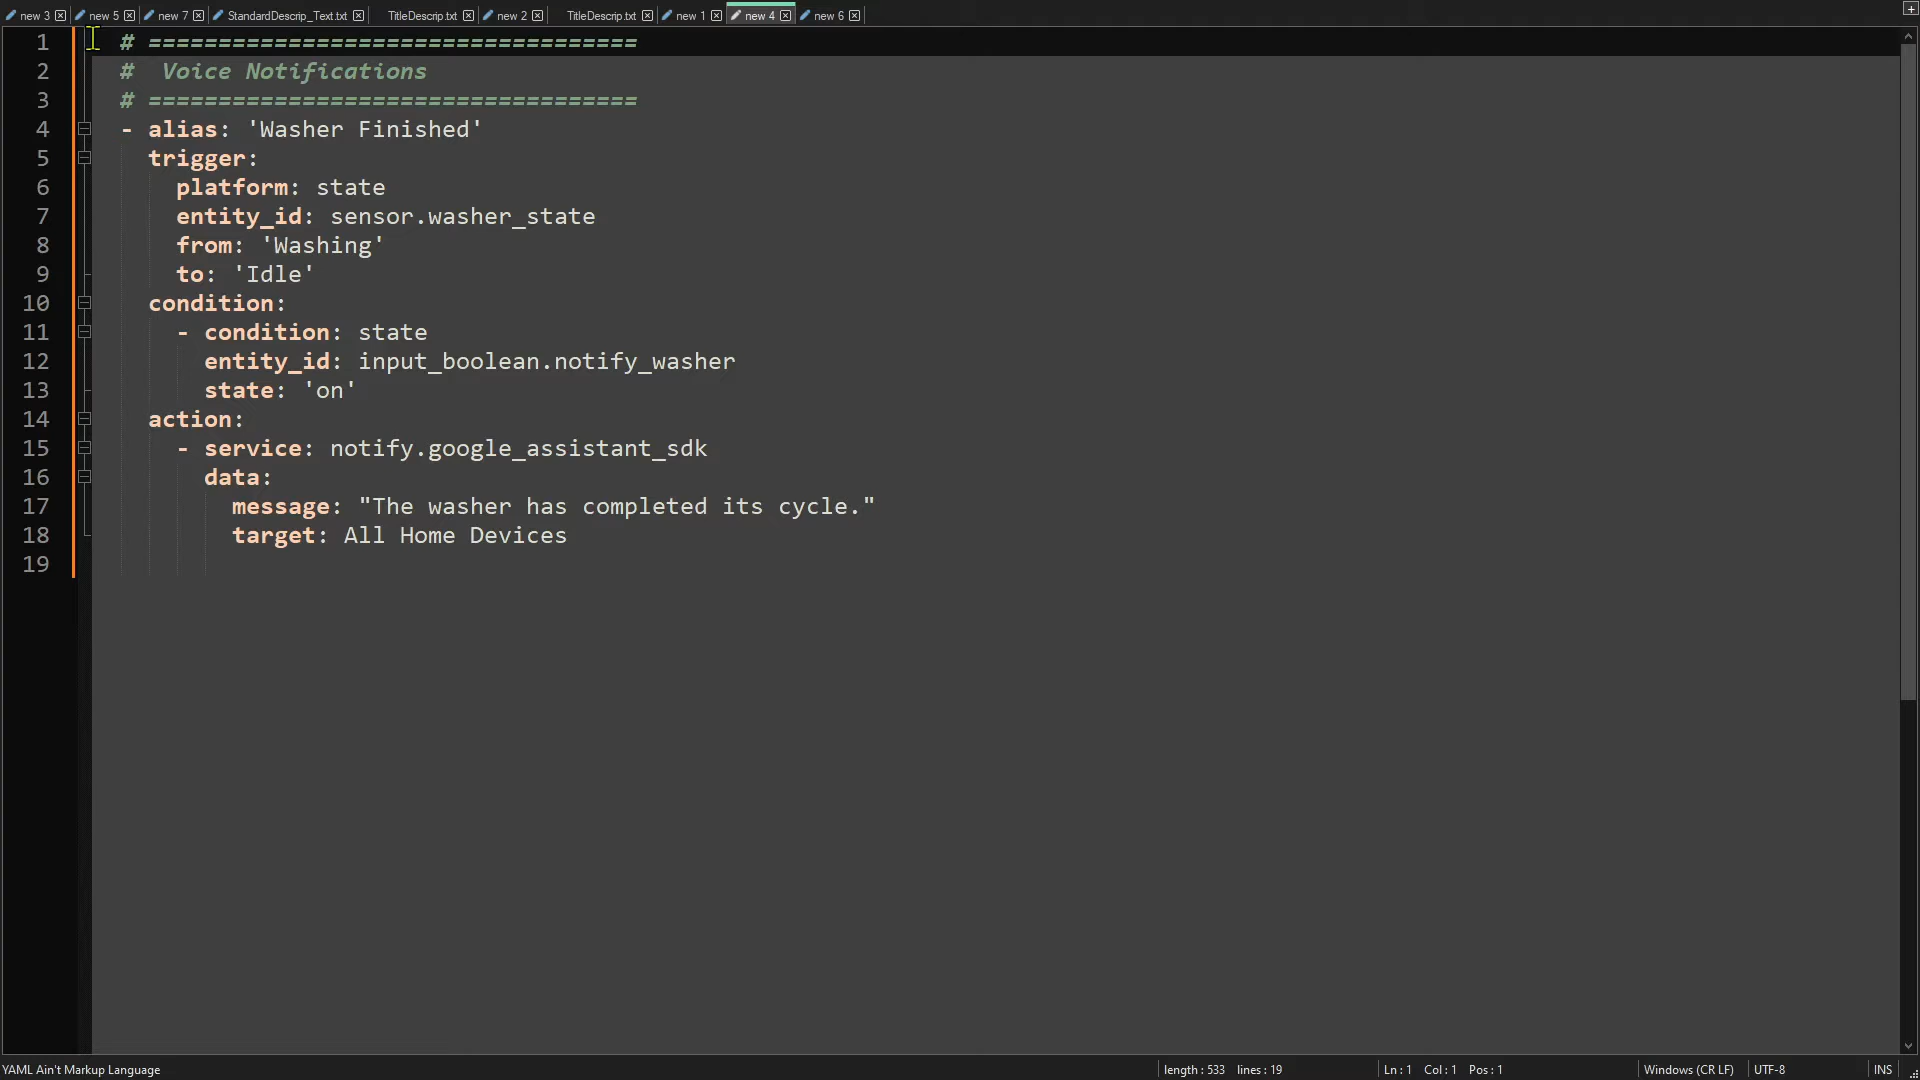 new 3 new 5 new 7 StandardDescrip_Text.txt TitleDescrip.txt new 2 TitleDescrip.txt new 1 new 4 new 6
1 # ===================================
2 #  Voice Notifications
3 # ===================================
4 - alias: 'Washer Finished'
5 trigger:
6 platform: state
7 entity_id: sensor.washer_state
8 from: 'Washing'
9 to: 'Idle'
10 condition:
11 - condition: state
12 entity_id: input_boolean.notify_washer
13 state: 'on'
14 action:
15 - service: notify.google_assistant_sdk
16 data:
17 message: "The washer has completed its cycle."
18 target: All Home Devices
19
YAML Ain't Markup Language length : 533 lines : 19 Ln : 1 Col : 1 Pos : 1 Windows (CR LF) UTF-8 INS